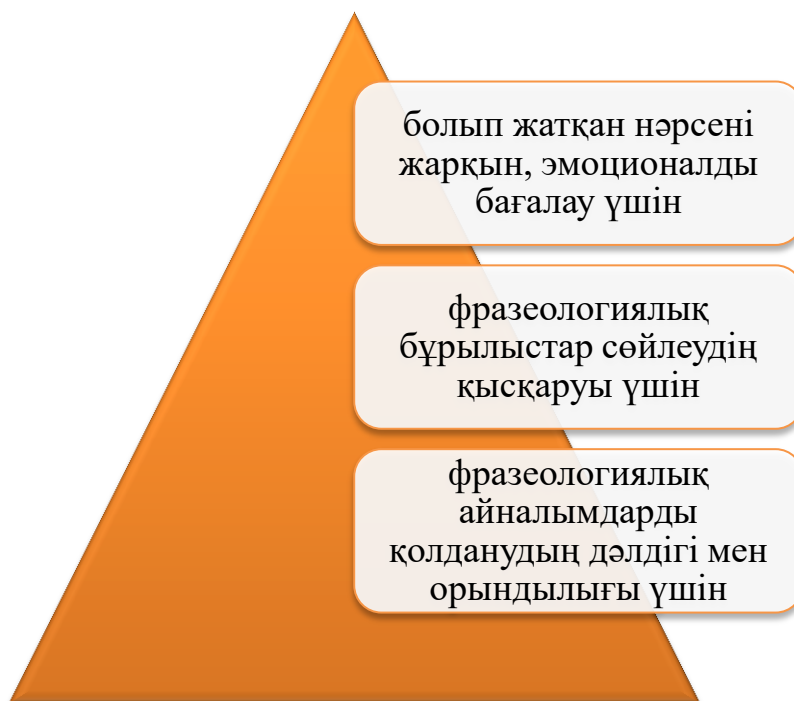 болып жатқан нәрсені
жарқын, эмоционалды
бағалау үшін
фразеологиялық
бұрылыстар сөйлеудің
қысқаруы үшін
фразеологиялық
айналымдарды
қолданудың дәлдігі мен
орындылығы үшін